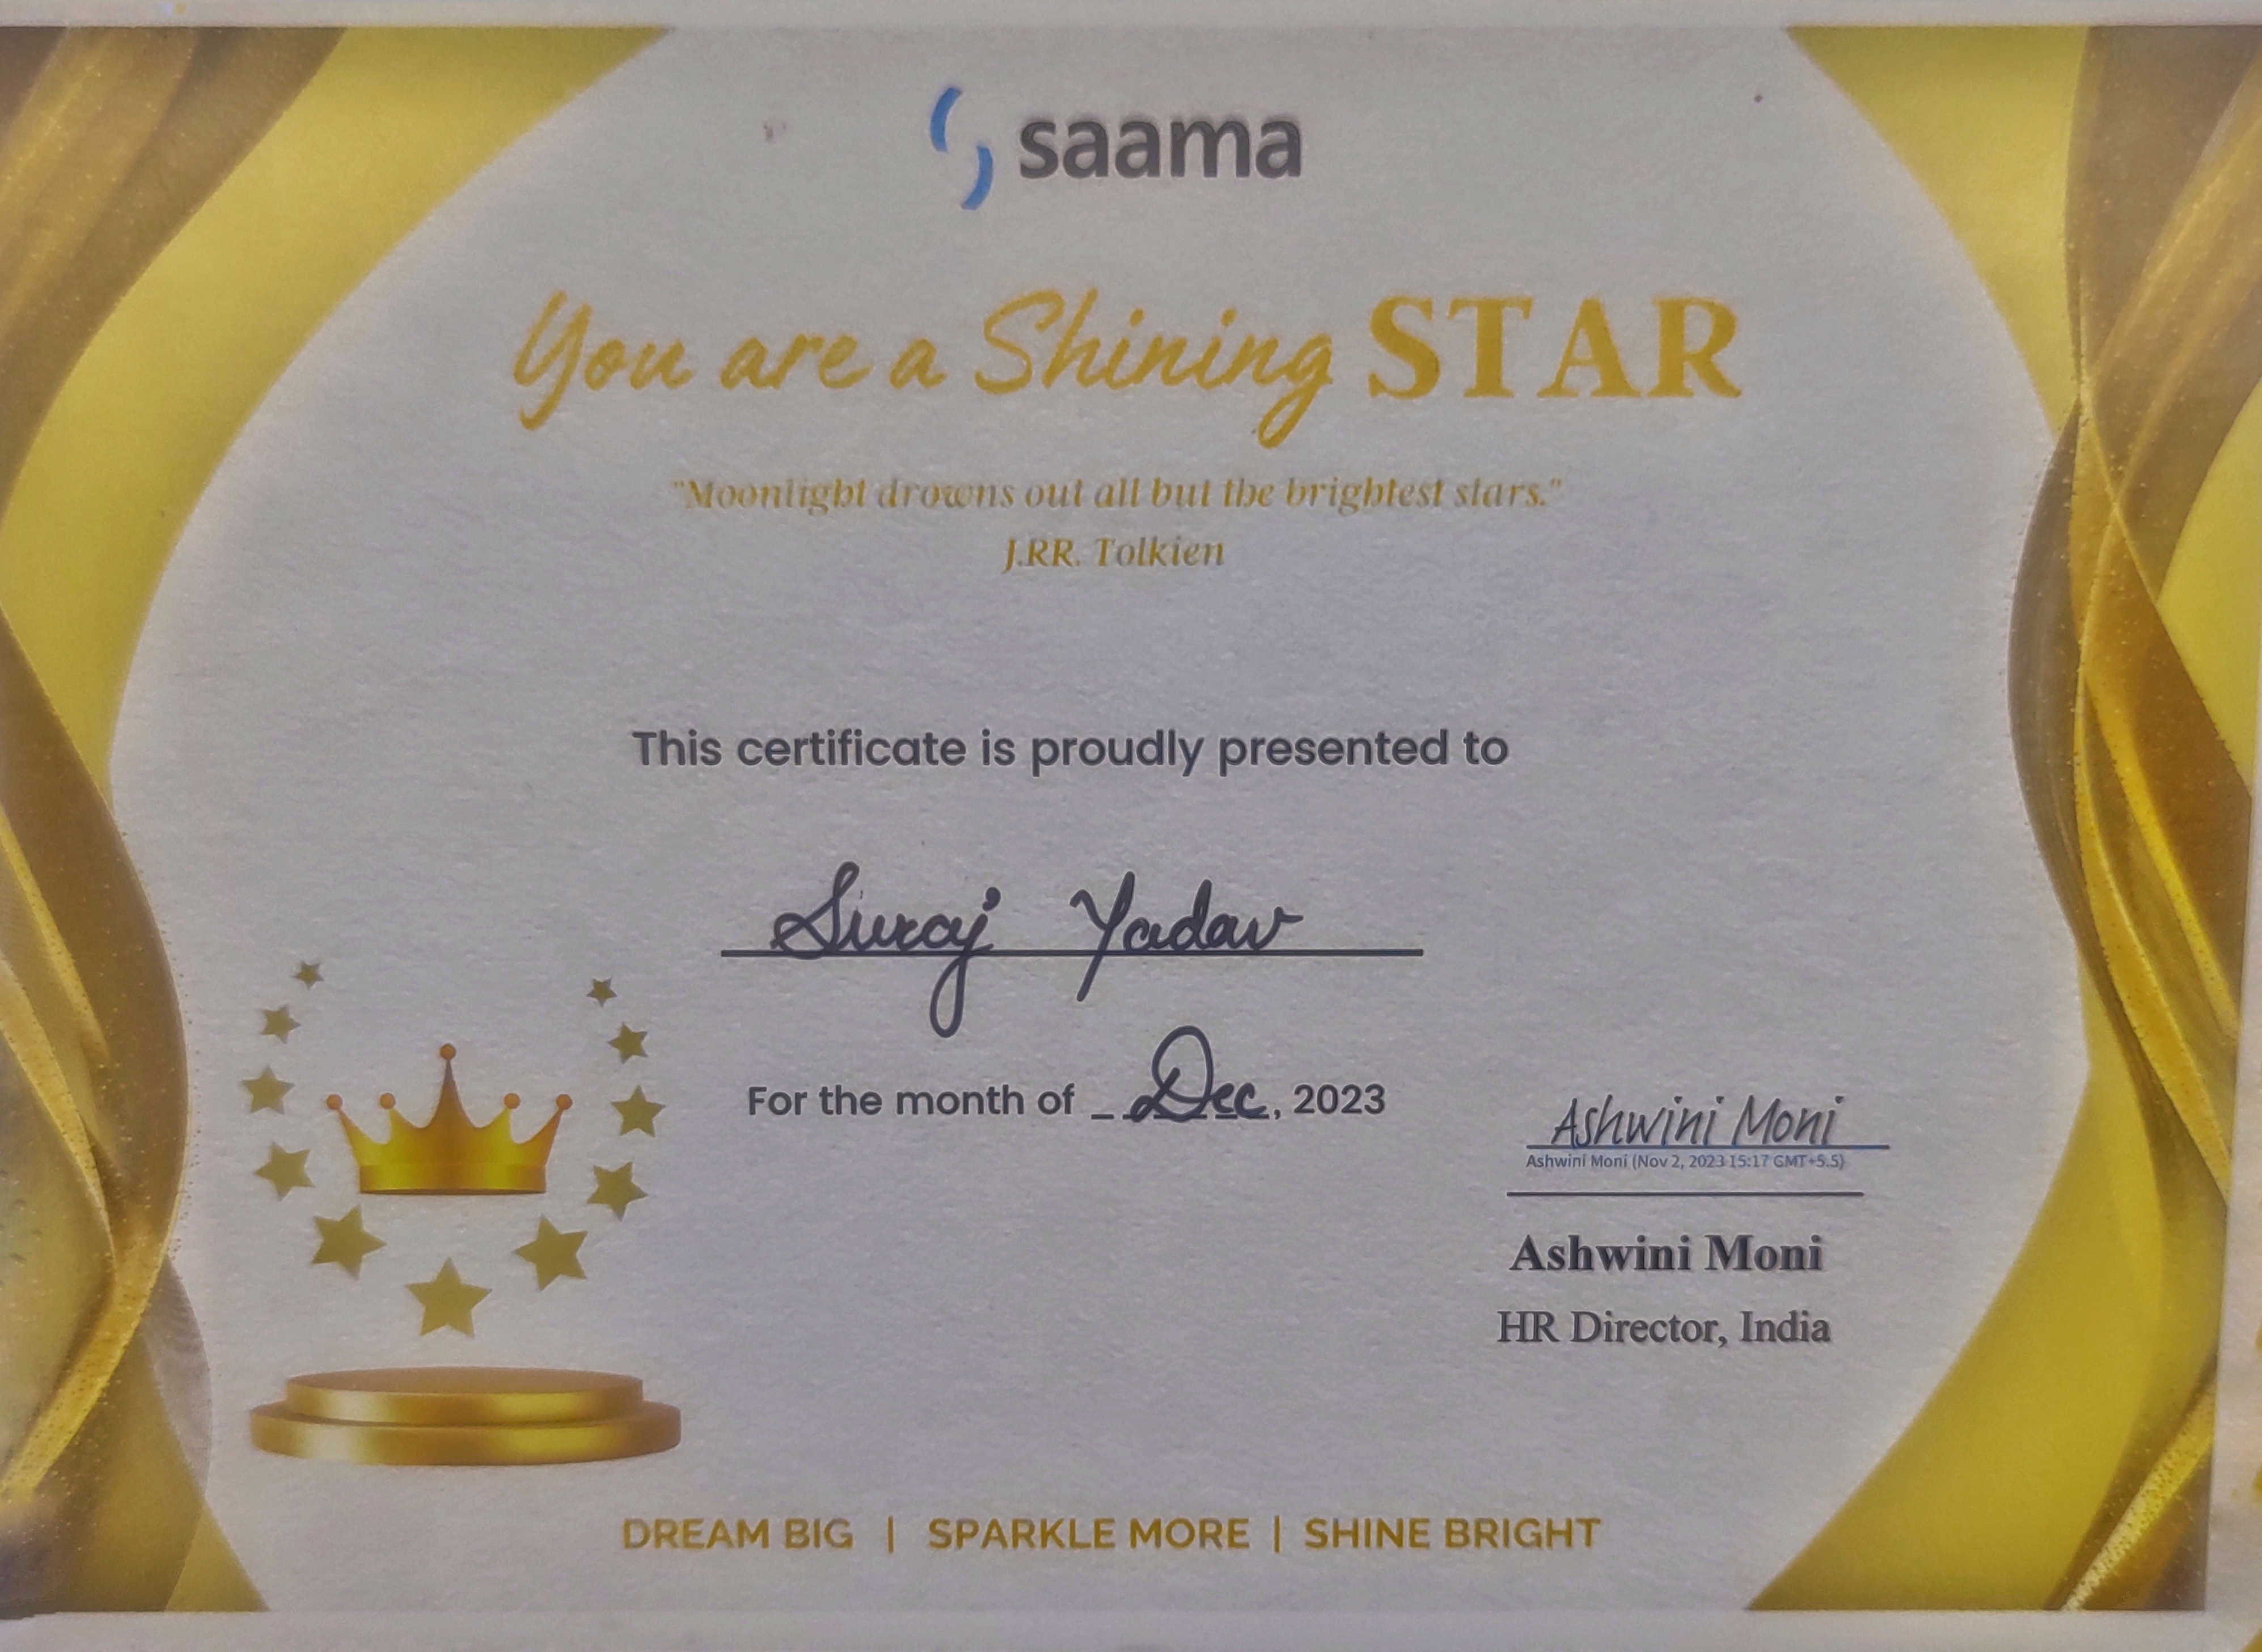 saama
You are a Shining STAR
"Moonlight drowns out all but the brightest stars."
J.RR. Tolkien
This certificate is proudly presented to
Suraj Yadav
For the month of _ Dec, 2023
Ashwini Moni
Ashwini Moni (Nov 2, 2023 15:17 GMT+5.5)
Ashwini Moni
HR Director, India
DREAM BIG | SPARKLE MORE | SHINE BRIGHT